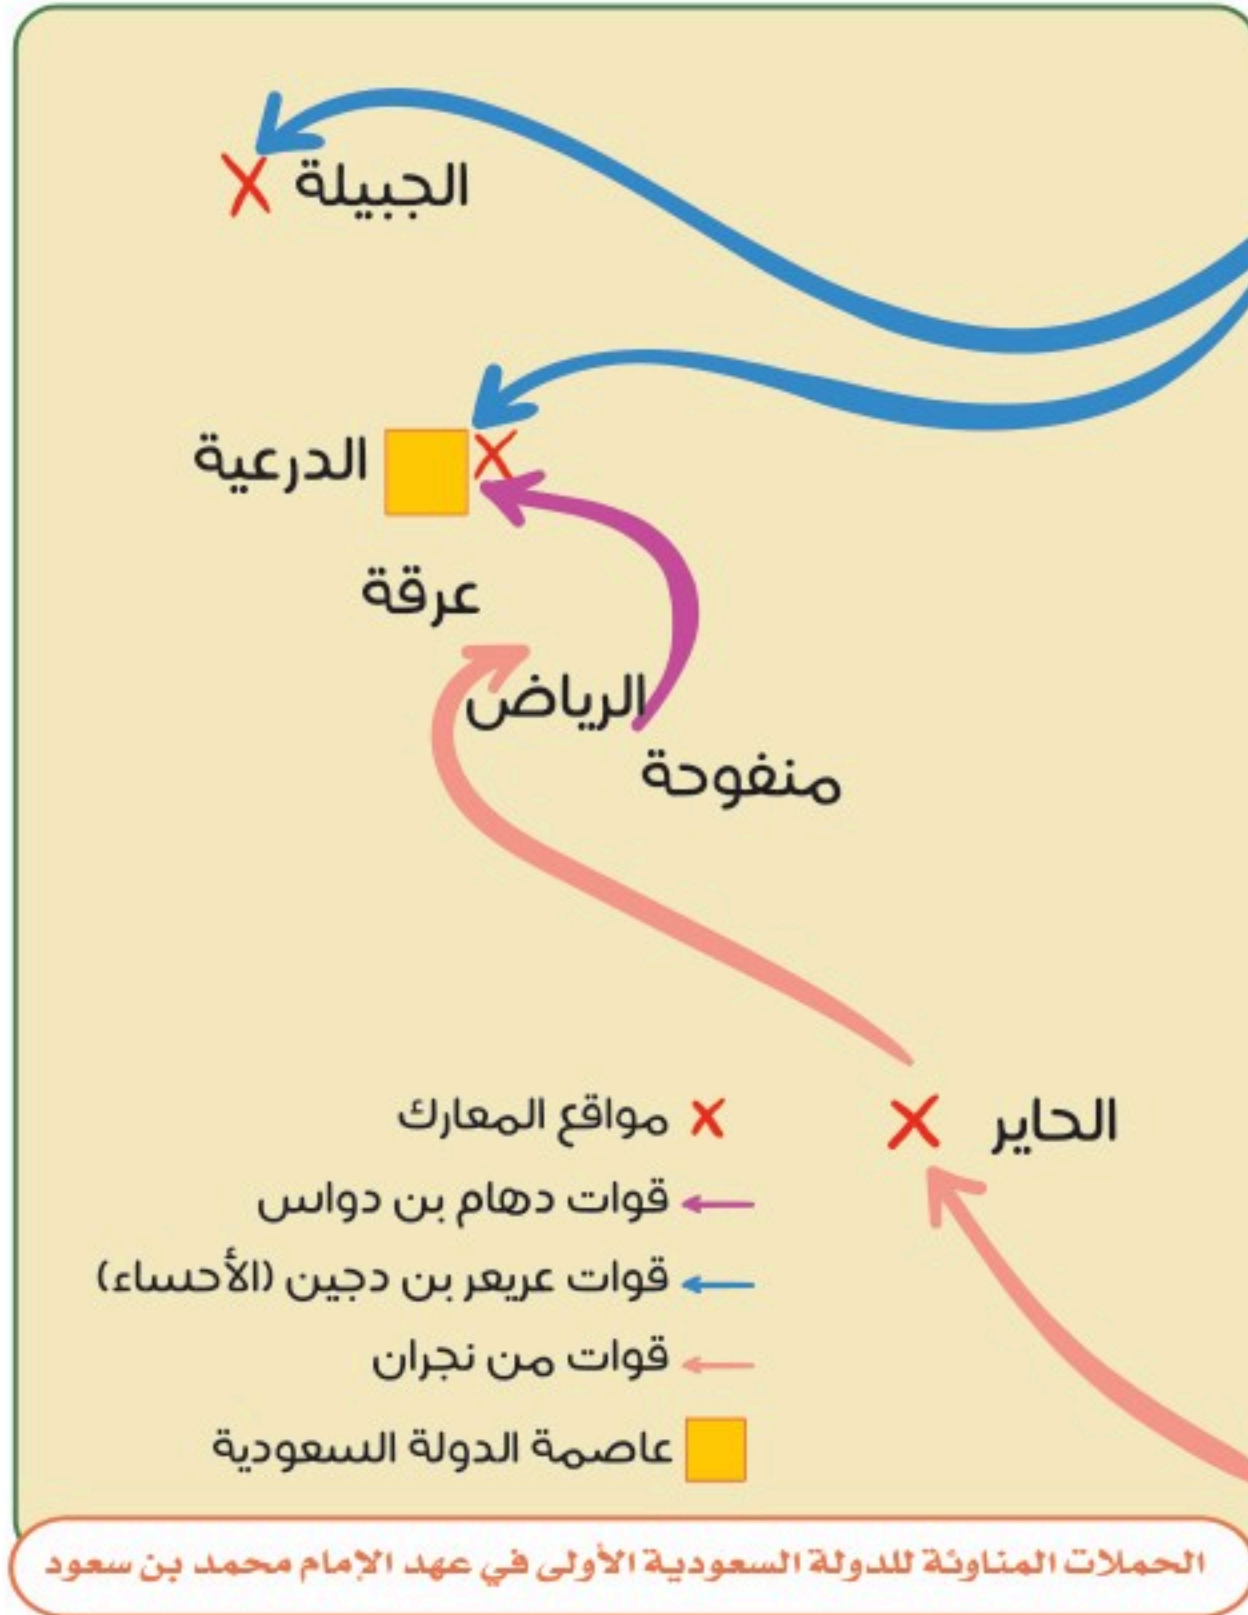 الجبيلة
الدرعية
عرقة
الرياض
منفوحة
الحاير
مواقع المعارك
قوات دهام بن دواس
قوات عريعر بن دجين (الأحساء)
قوات من نجران
عاصمة الدولة السعودية
الحملات المناوئة للدولة السعودية الأولى في عهد الإمام محمد بن سعود